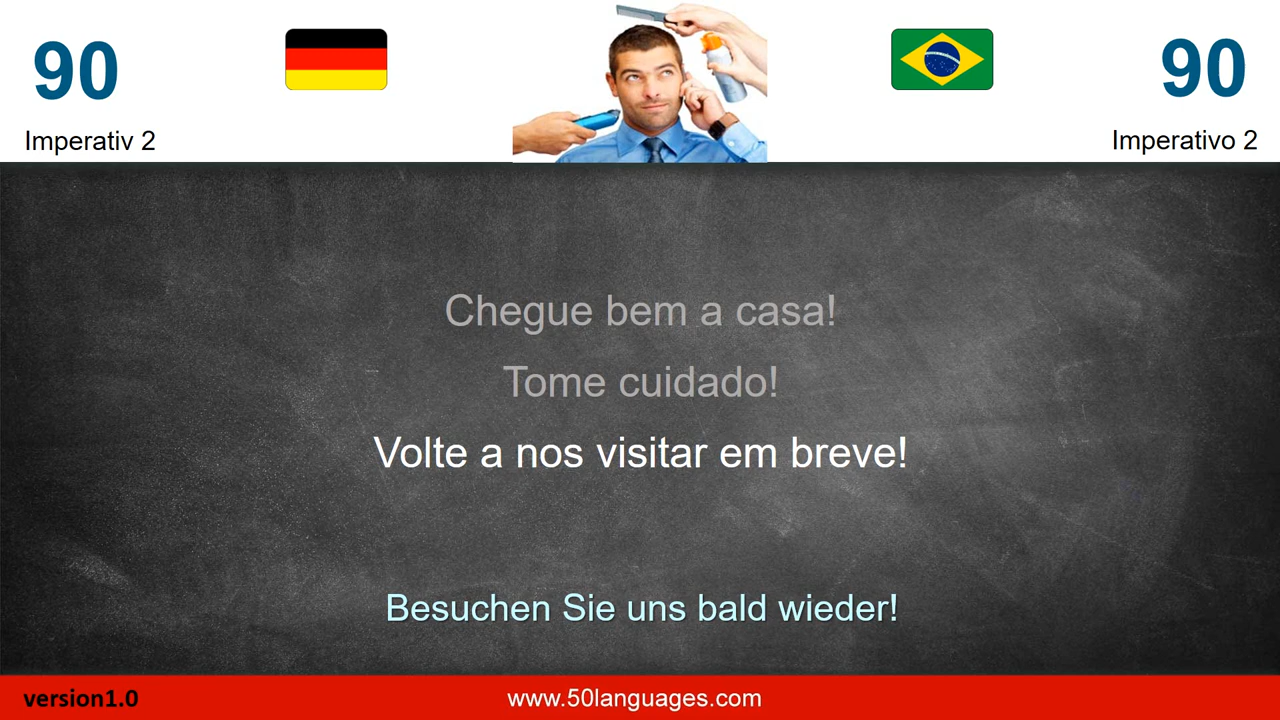 90
90
Imperativ 2
Imperativo 2
Chegue bem a casa!
Tome cuidado!
Volte a nos visitar em breve!
Besuchen Sie uns bald wieder!
version1.0
www.50languages.com